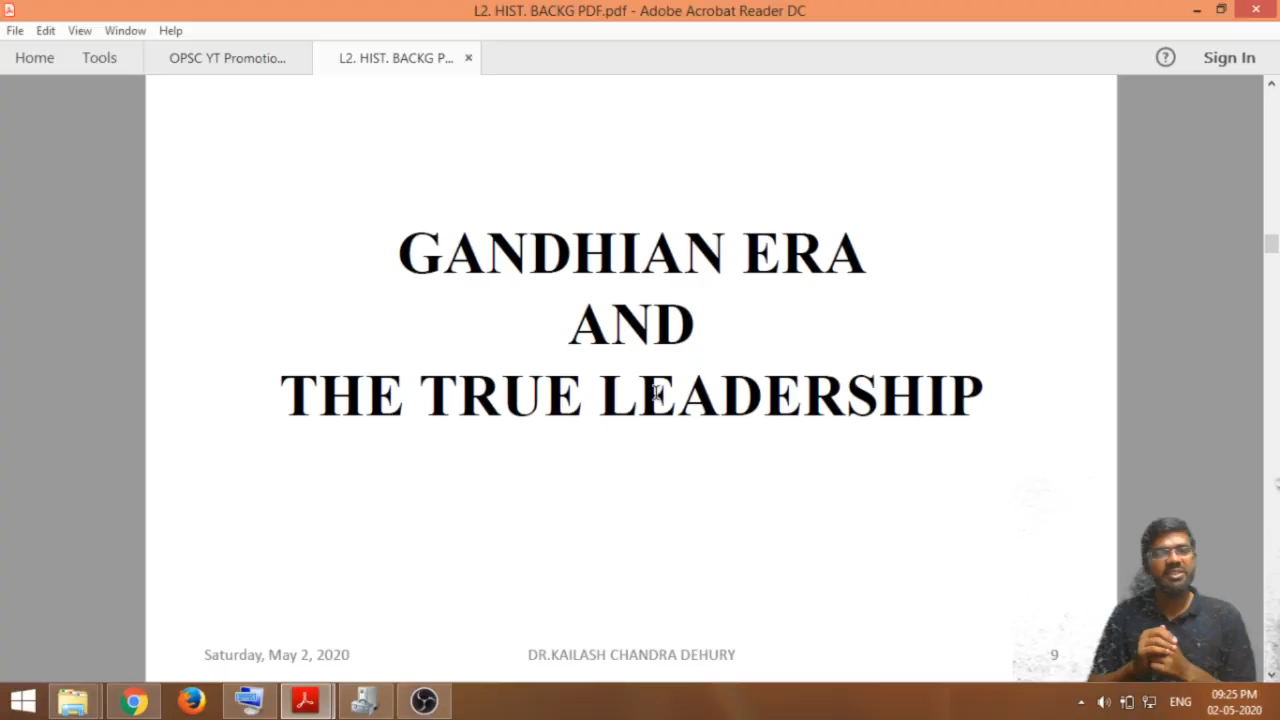 L2. HIST. BACKG PDF.pdf - Adobe Acrobat Reader DC
File Edit View Window Help
Home Tools OPSC YT Promotio... L2. HIST. BACKG P... × ? Sign In
GANDHIAN ERA
AND
THE TRUE LEADERSHIP
Saturday, May 2, 2020 DR.KAILASH CHANDRA DEHURY 9
ENG 09:25 PM
02-05-2020